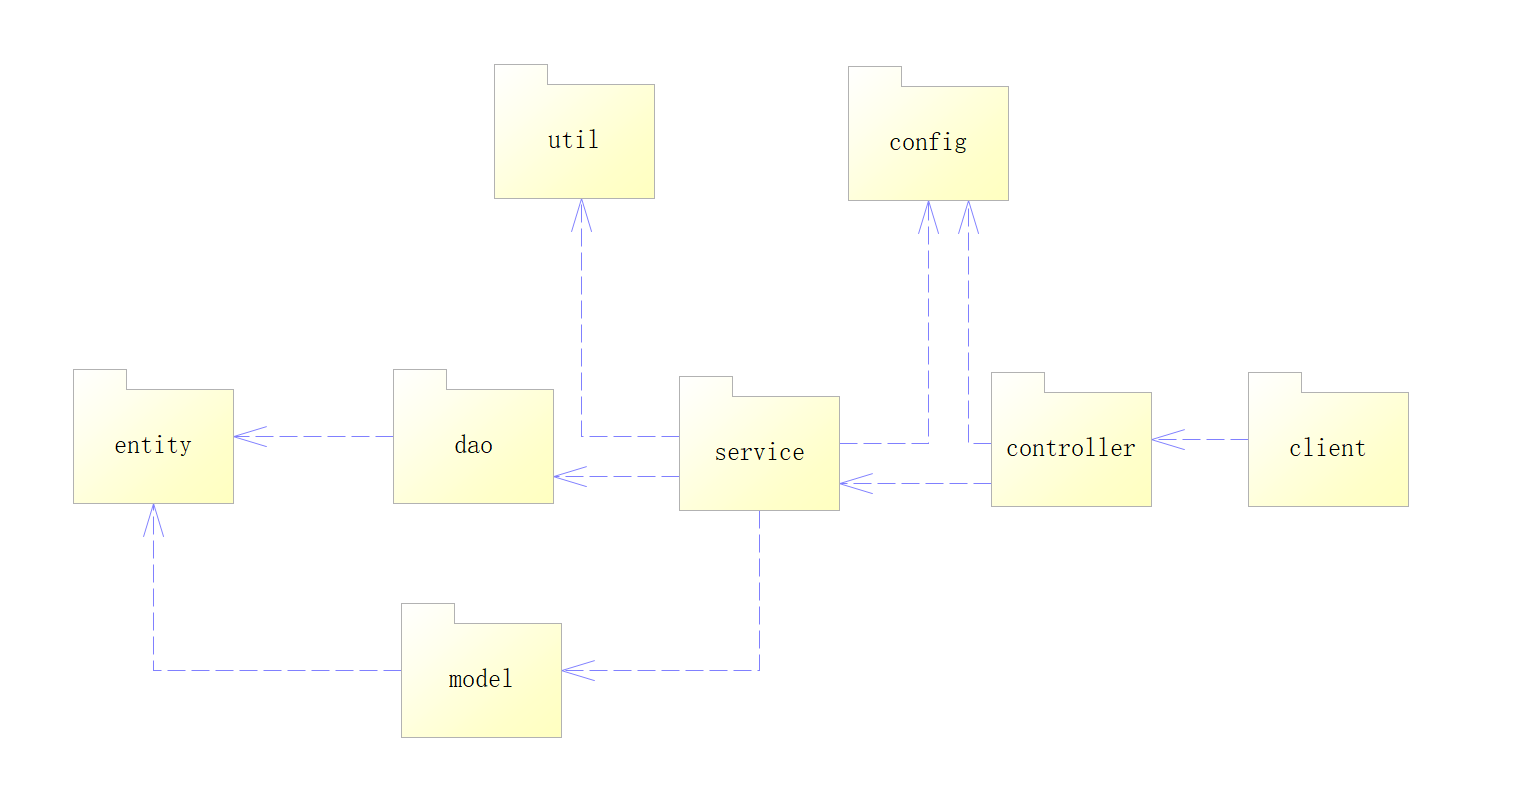 util
config
entity
dao
service
controller
client
model